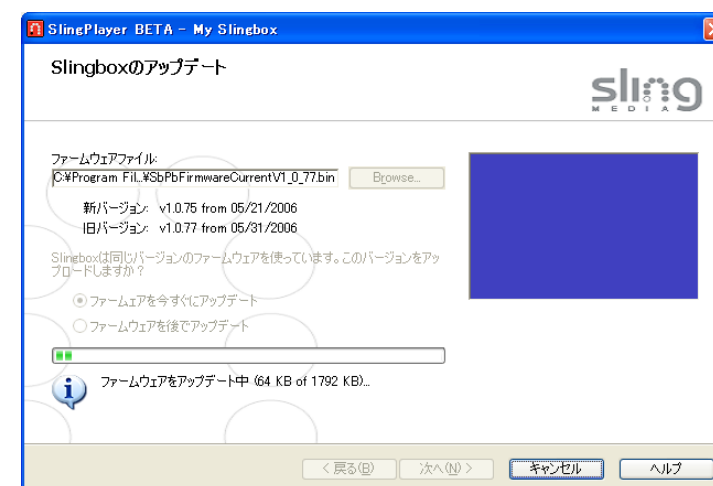 SlingPlayer BETA - My Slingbox
Slingboxのアップデート
sling
MEDIA
ファームウェアファイル:
C:¥Program Fil...¥SbPbFirmwareCurrentV1_0_77.bin
Browse...
新バージョン: v1.0.75 from 05/21/2006
旧バージョン: v1.0.77 from 05/31/2006
Slingboxは同じバージョンのファームウェアを使っています。このバージョンをアッ
プロードしますか?
ファームェアを今すぐにアップデート
ファームウェアを後でアップデート
ファームウェアをアップデート中 (64 KB of 1792 KB)...
< 戻る(B)
次へ(N) >
キャンセル
ヘルプ